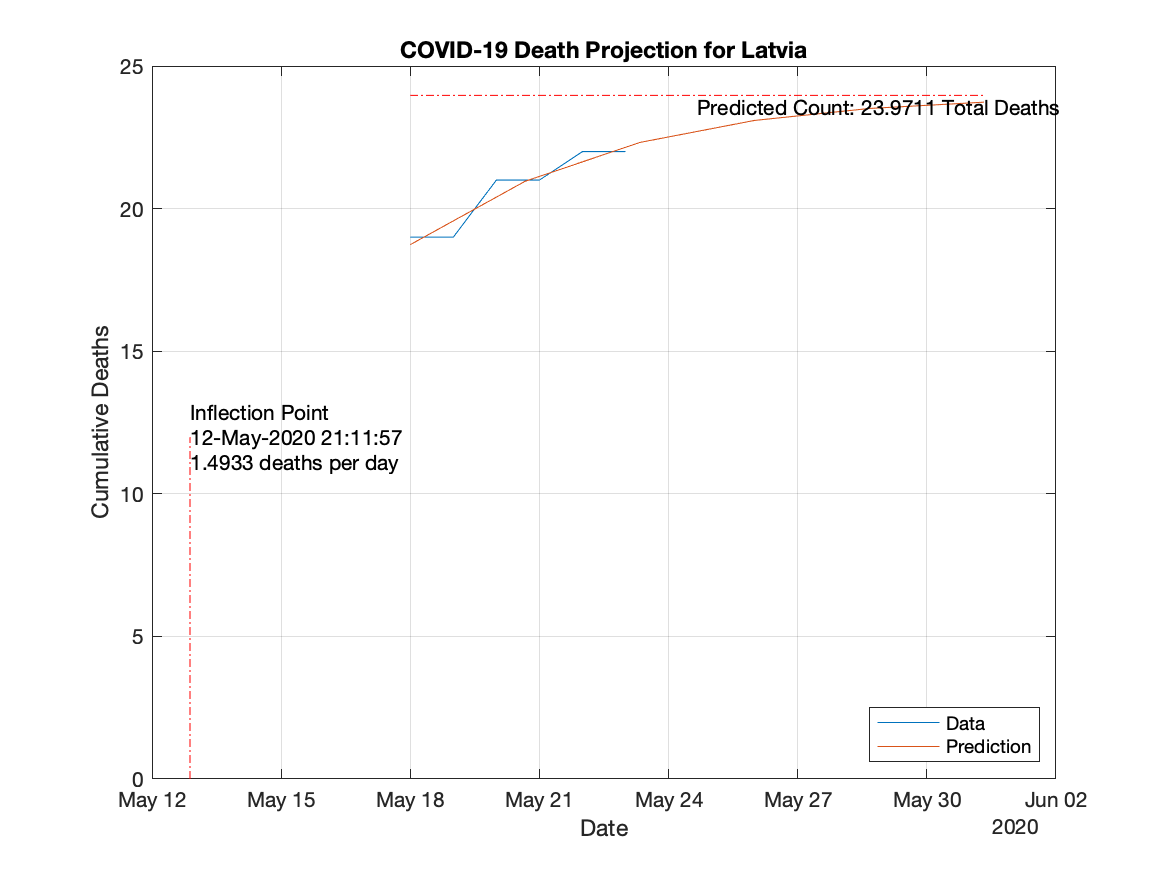 COVID-19 Death Projection for Latvia
25
Predicted Count: 23.9711 Total Deaths
20
15
Inflection Point
12-May-2020 21:11:57
1.4933 deaths per day
10
5
0
Cumulative Deaths
Data
Prediction
May 12 May 15 May 18 May 21 May 24 May 27 May 30 Jun 02
Date
2020